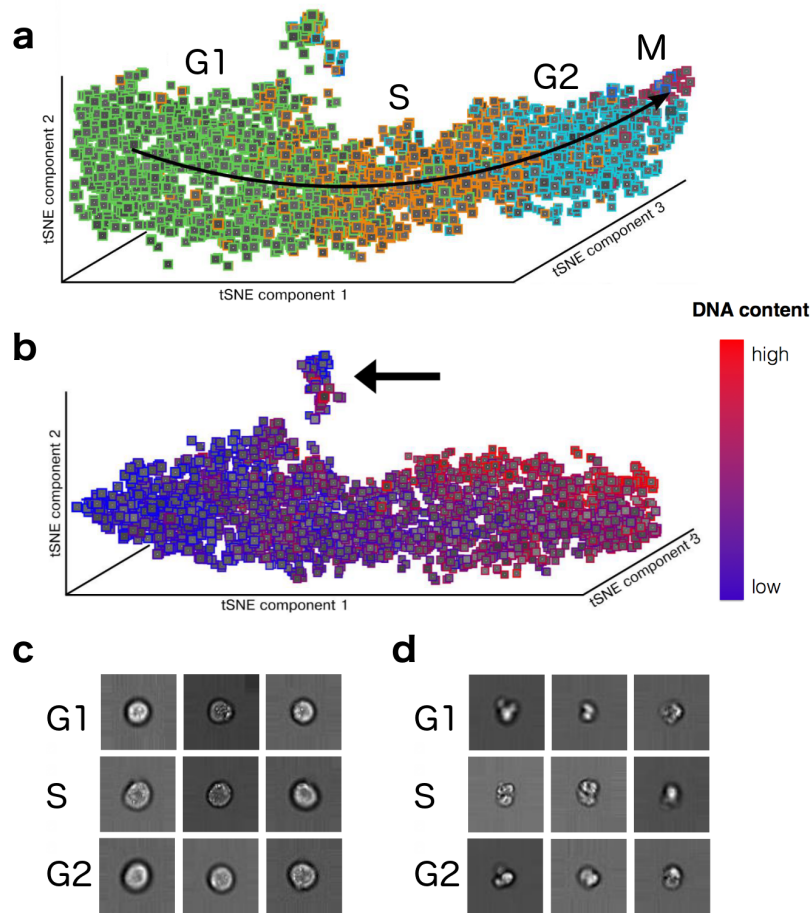 a
G1
S
G2
M
tSNE component 2
tSNE component 1
tSNE component 3
DNA content
high
low
b
tSNE component 2
tSNE component 1
tSNE component 3
c
G1
S
G2
d
G1
S
G2